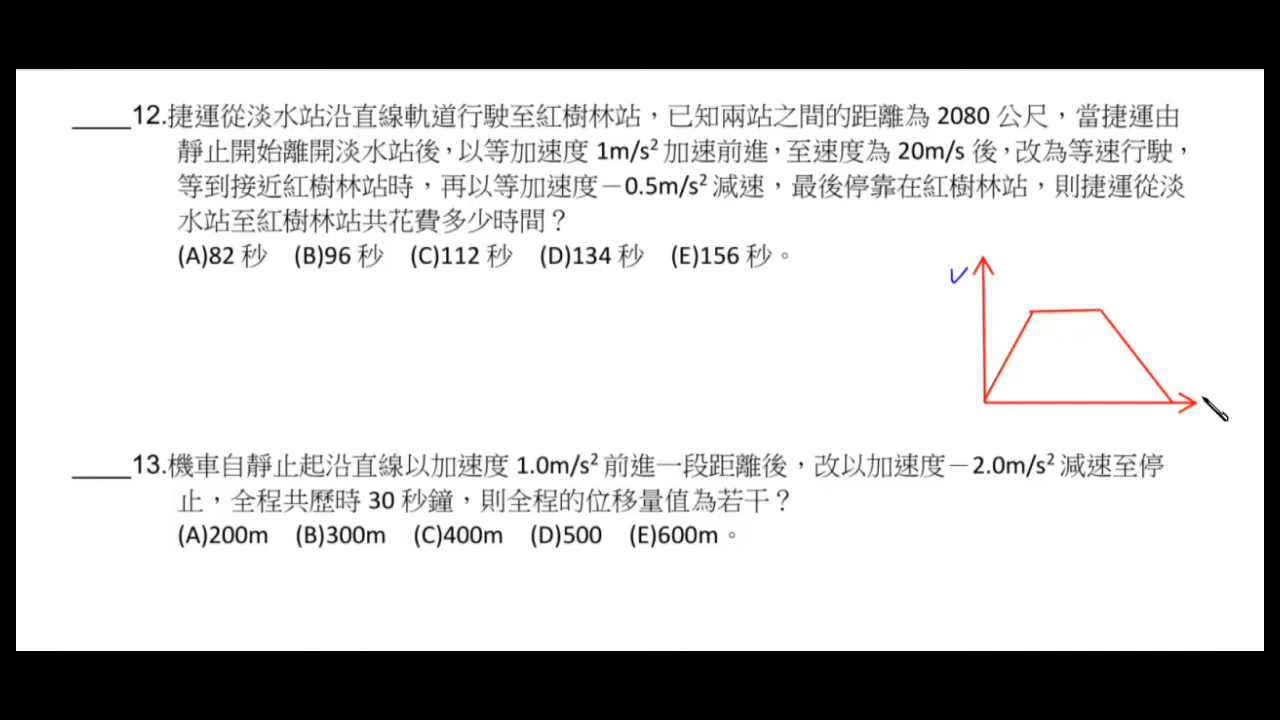 _____12.捷運從淡水站沿直線軌道行駛至紅樹林站，已知兩站之間的距離為 2080 公尺，當捷運由
靜止開始離開淡水站後，以等加速度 1m/s² 加速前進，至速度為 20m/s 後，改為等速行駛，
等到接近紅樹林站時，再以等加速度－0.5m/s² 減速，最後停靠在紅樹林站，則捷運從淡
水站至紅樹林站共花費多少時間？
(A)82 秒 (B)96 秒 (C)112 秒 (D)134 秒 (E)156 秒。
v
_____13.機車自靜止起沿直線以加速度 1.0m/s² 前進一段距離後，改以加速度－2.0m/s² 減速至停
止，全程共歷時 30 秒鐘，則全程的位移量值為若干？
(A)200m (B)300m (C)400m (D)500 (E)600m。